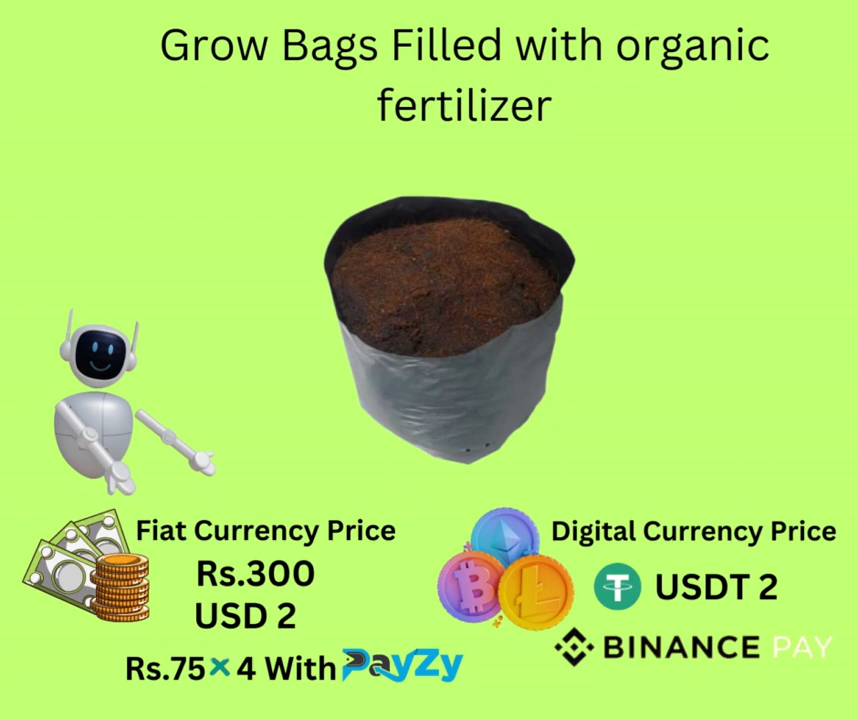 Grow Bags Filled with organic
fertilizer
Fiat Currency Price
Rs.300
USD 2
Rs.75×4 With PayZy
Digital Currency Price
USDT 2
BINANCE PAY